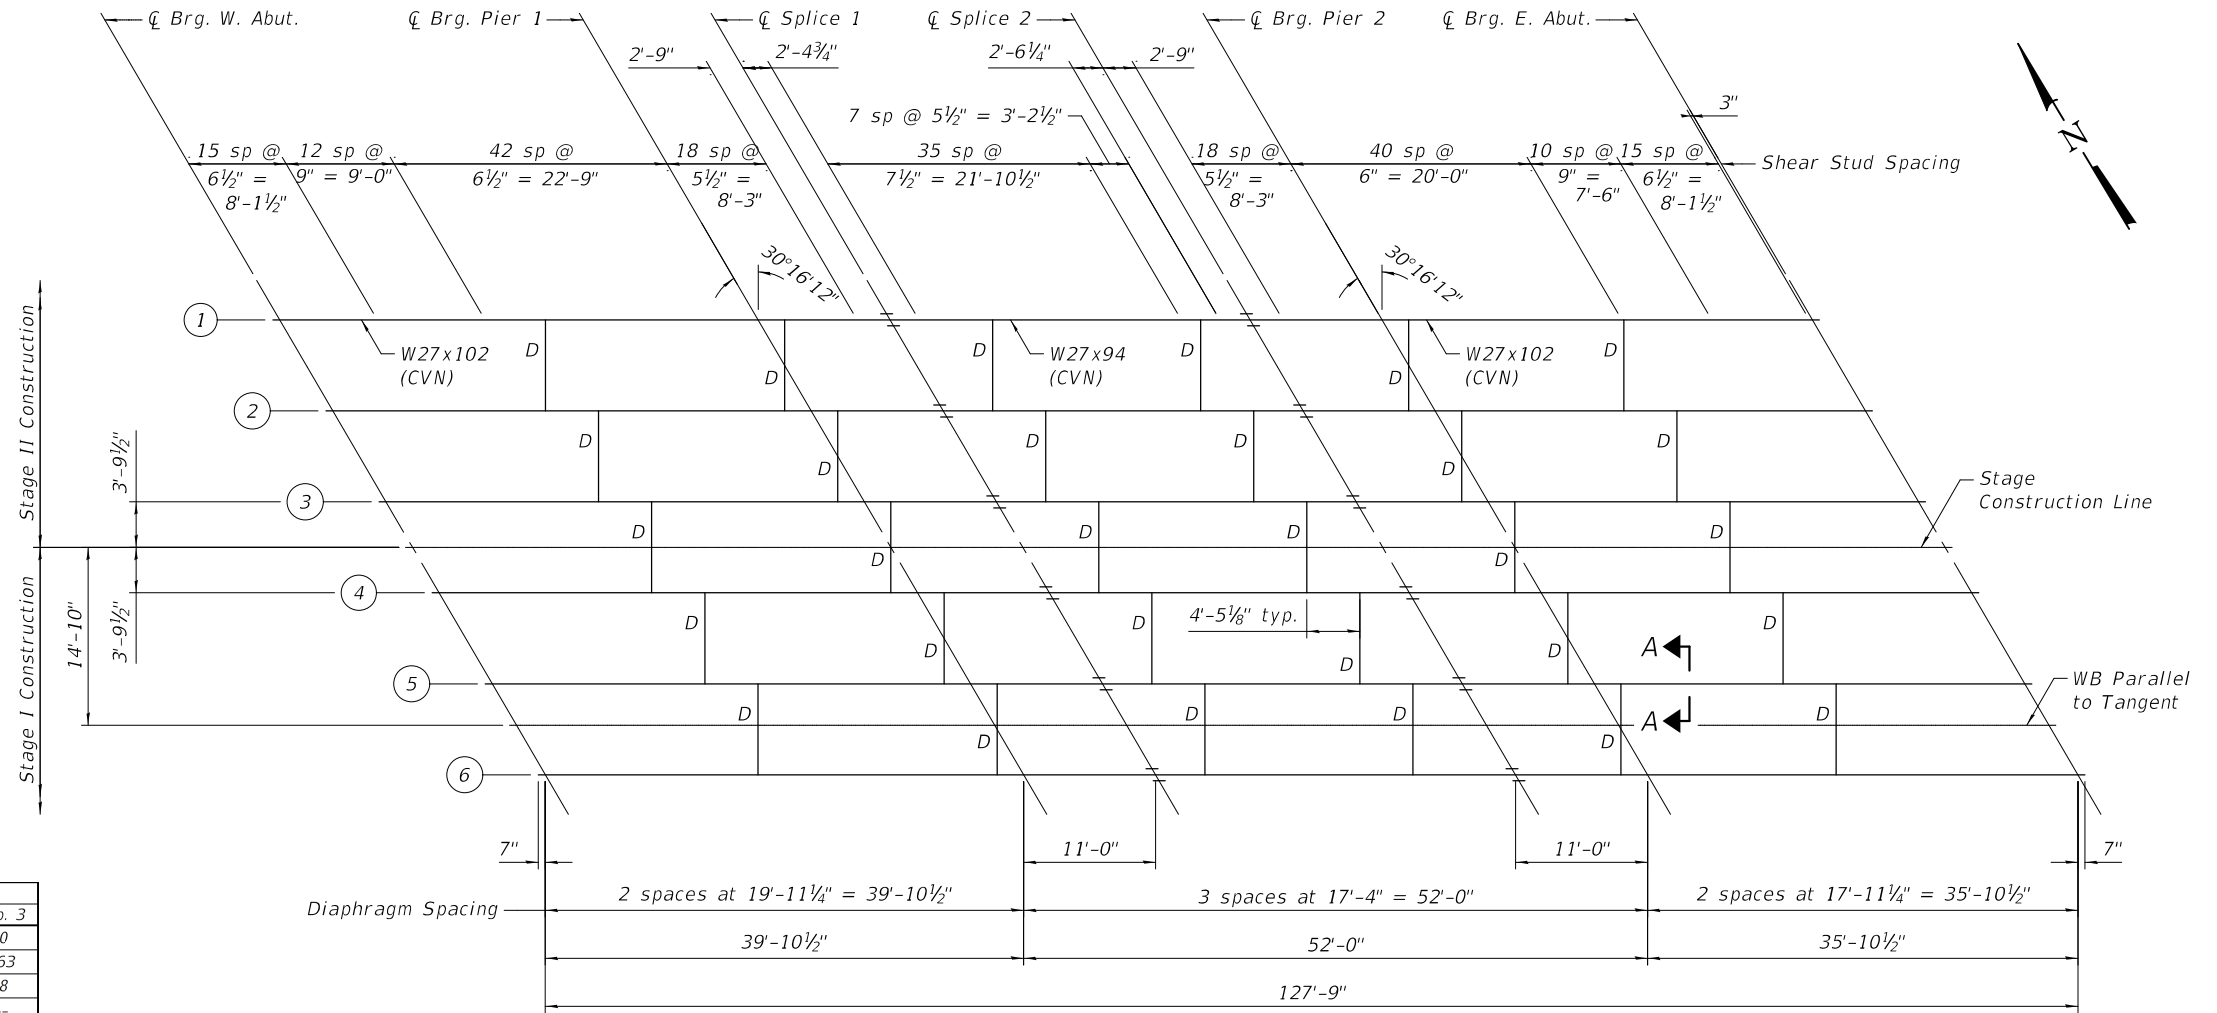 ℄ Brg. W. Abut.
℄ Brg. Pier 1
℄ Splice 1
℄ Splice 2
℄ Brg. Pier 2
℄ Brg. E. Abut.
2'-9"
2'-4¾"
2'-6¼"
2'-9"
3"
7 sp @ 5½" = 3'-2½"
15 sp @
6½" =
8'-1½"
12 sp @
9" = 9'-0"
42 sp @
6½" = 22'-9"
18 sp @
5½" =
8'-3"
35 sp @
7½" = 21'-10½"
18 sp @
5½" =
8'-3"
40 sp @
6" = 20'-0"
10 sp @
9" =
7'-6"
15 sp @
6½" =
8'-1½"
Shear Stud Spacing
N
30°16'12"
30°16'12"
Stage II Construction
Stage I Construction
1
W27x102
(CVN)
D
D
D
W27x94
(CVN)
D
D
W27x102
(CVN)
D
2
D
D
D
D
D
D
3'-9½"
3
D
D
D
D
D
D
Stage
Construction Line
4
3'-9½"
14'-10"
D
D
D
4'-5⅛" typ.
D
D
D
A
5
D
D
D
D
D
D
A
WB Parallel
to Tangent
6
7"
11'-0"
11'-0"
7"
Diaphragm Spacing
2 spaces at 19'-11¼" = 39'-10½"
3 spaces at 17'-4" = 52'-0"
2 spaces at 17'-11¼" = 35'-10½"
39'-10½"
52'-0"
35'-10½"
127'-9"
. 3
0
63
8